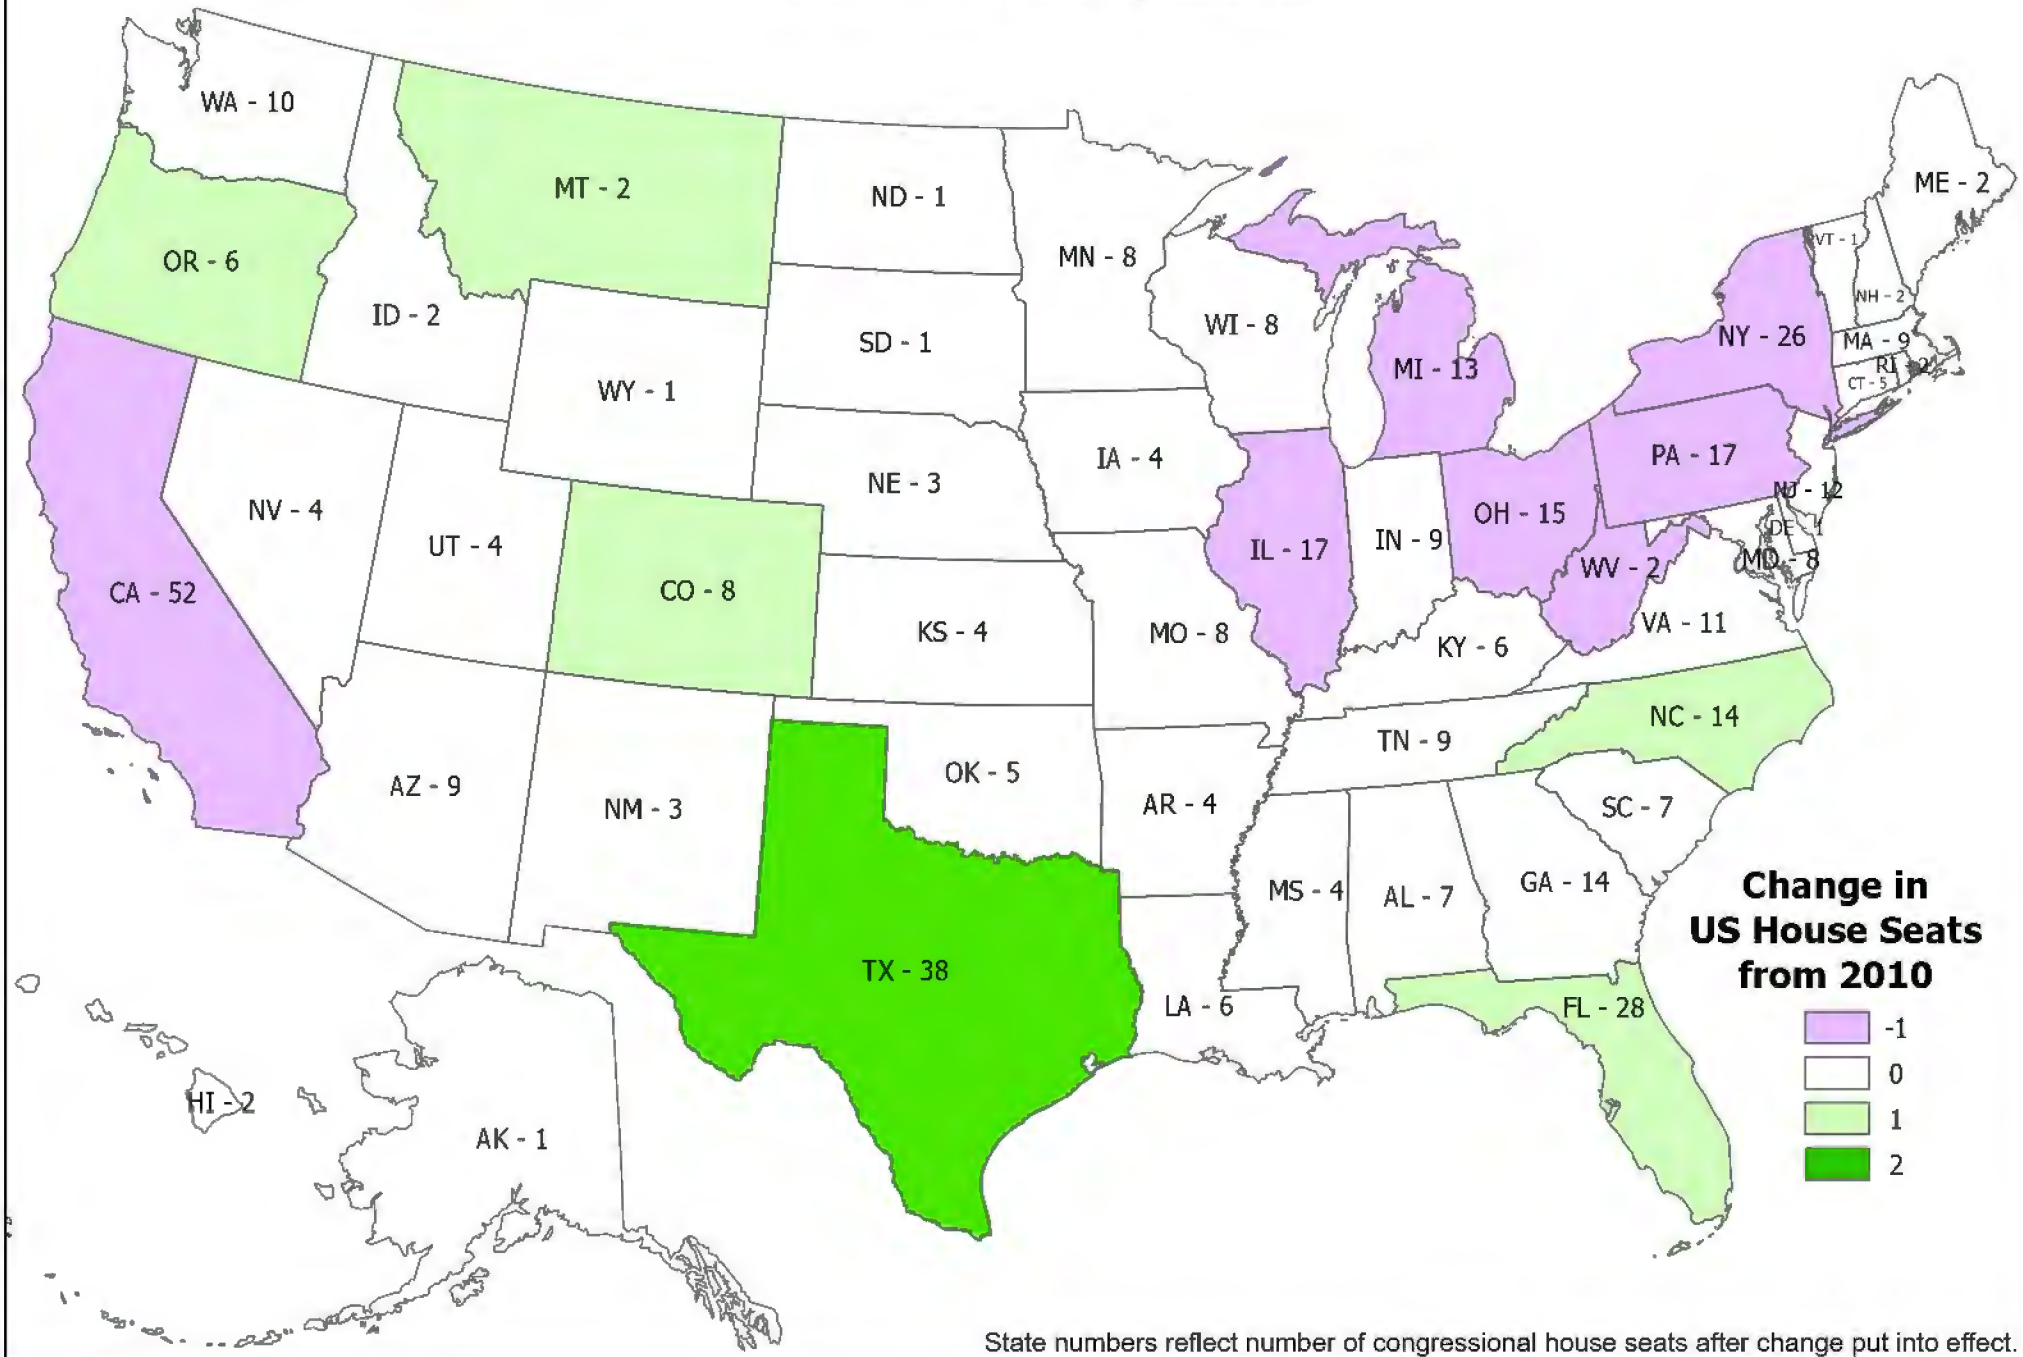 WA - 10
ME - 2
MT - 2
ND - 1
VT - 1
MN - 8
OR - 6
NH - 2
ID - 2
WI - 8
NY - 26
SD - 1
MA - 9
MI - 13
RI - 2
CT - 5
WY - 1
IA - 4
PA - 17
NE - 3
NJ - 12
NV - 4
OH - 15
DE - 1
UT - 4
IN - 9
IL - 17
MD - 8
WV - 2
CA - 52
CO - 8
VA - 11
KS - 4
MO - 8
KY - 6
NC - 14
TN - 9
OK - 5
AZ - 9
NM - 3
AR - 4
SC - 7
GA - 14
MS - 4
AL - 7
Change in
US House Seats
from 2010
TX - 38
LA - 6
FL - 28
-1
0
1
2
HI - 2
AK - 1
State numbers reflect number of congressional house seats after change put into effect.